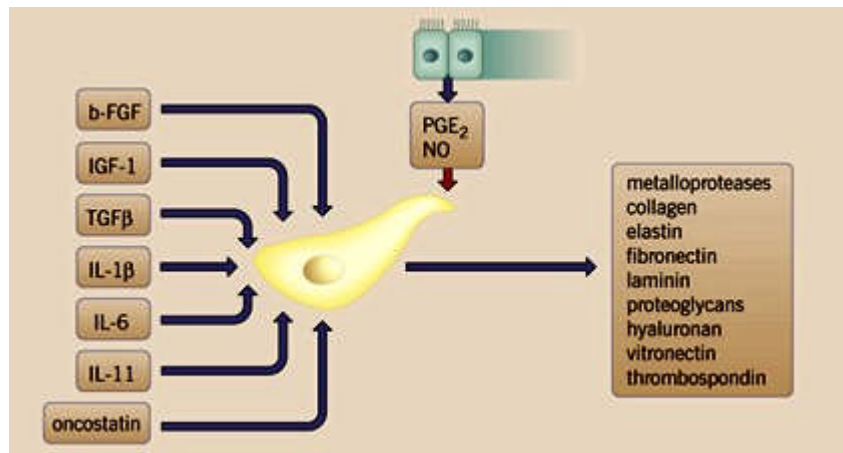 b-FGF
IGF-1
TGFβ
IL-1β
IL-6
IL-11
oncostatin
PGE₂
NO
metalloproteases
collagen
elastin
fibronectin
laminin
proteoglycans
hyaluronan
vitronectin
thrombospondin